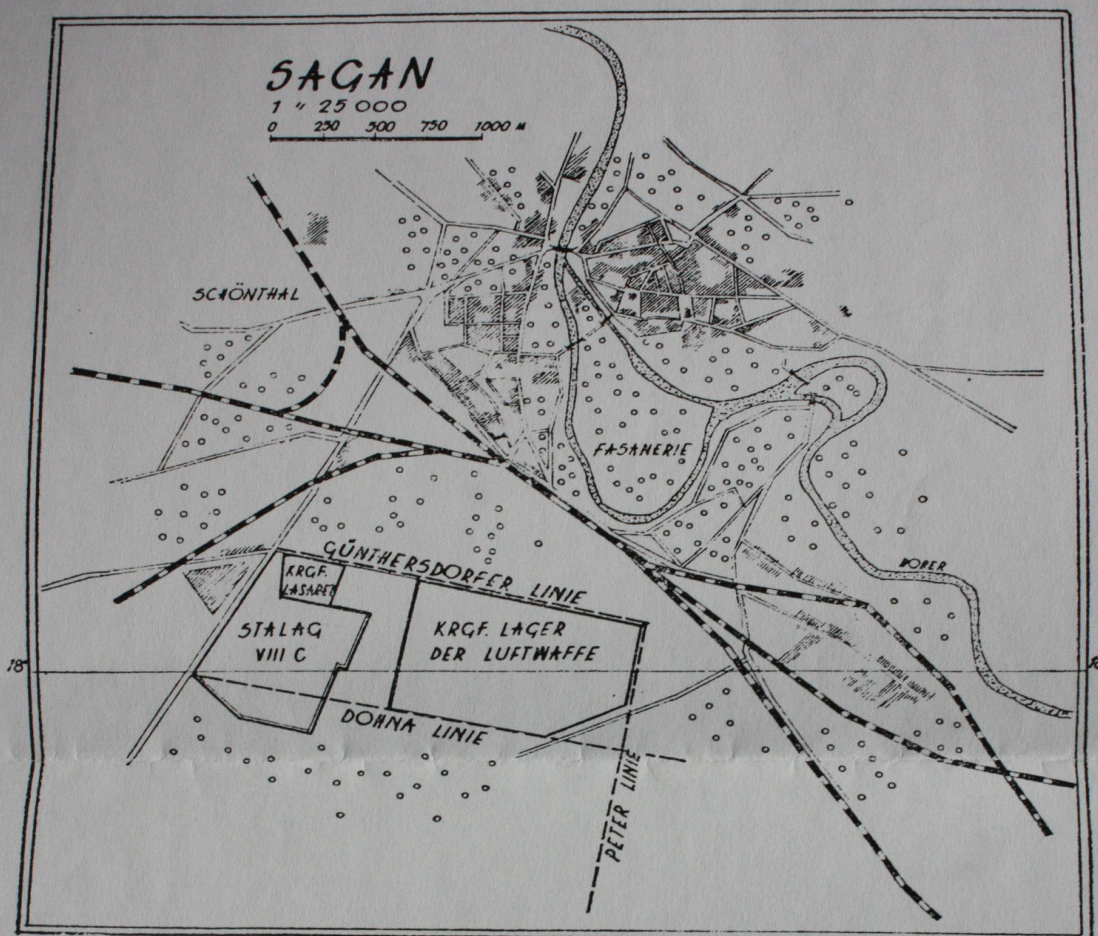 SAGAN
1 " 25 000
0 250 500 750 1000 M
SCHÖNTHAL
FASANERIE
BOBER
GÜNTHERSDORFER LINIE
KRGF.
LASARET
STALAG
VIII C
KRGF. LAGER
DER LUFTWAFFE
18
DOHNA LINIE
PETER LINIE